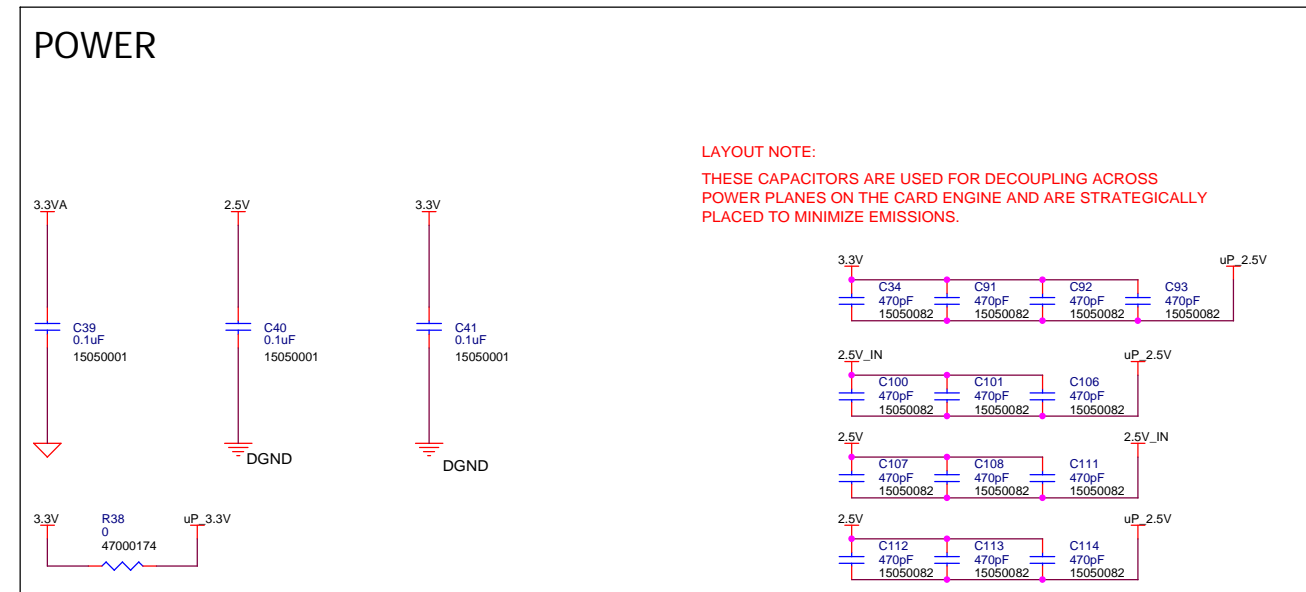 POWER
LAYOUT NOTE:
THESE CAPACITORS ARE USED FOR DECOUPLING ACROSS
POWER PLANES ON THE CARD ENGINE AND ARE STRATEGICALLY
PLACED TO MINIMIZE EMISSIONS.
3.3VA
C39
0.1uF
15050001
2.5V
C40
0.1uF
15050001
DGND
3.3V
C41
0.1uF
15050001
DGND
3.3V
R38
0
47000174
uP_3.3V
3.3V uP_2.5V
C34 C91 C92 C93
470pF 470pF 470pF 470pF
15050082 15050082 15050082 15050082
2.5V_IN uP_2.5V
C100 C101 C106
470pF 470pF 470pF
15050082 15050082 15050082
2.5V 2.5V_IN
C107 C108 C111
470pF 470pF 470pF
15050082 15050082 15050082
2.5V uP_2.5V
C112 C113 C114
470pF 470pF 470pF
15050082 15050082 15050082